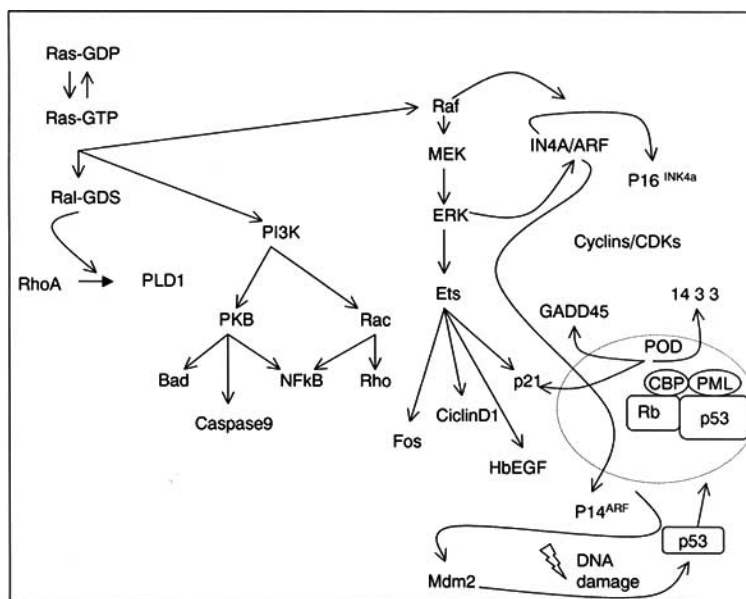 Ras-GDP
Ras-GTP
Raf
IN4A/ARF
MEK
P16 INK4a
Ral-GDS
ERK
PI3K
Cyclins/CDKs
RhoA
PLD1
Ets
14 3 3
GADD45
PKB
Rac
POD
Bad
NFkB
Rho
p21
CBP
PML
Rb
p53
Caspase9
CiclinD1
Fos
HbEGF
P14ARF
p53
DNA
damage
Mdm2